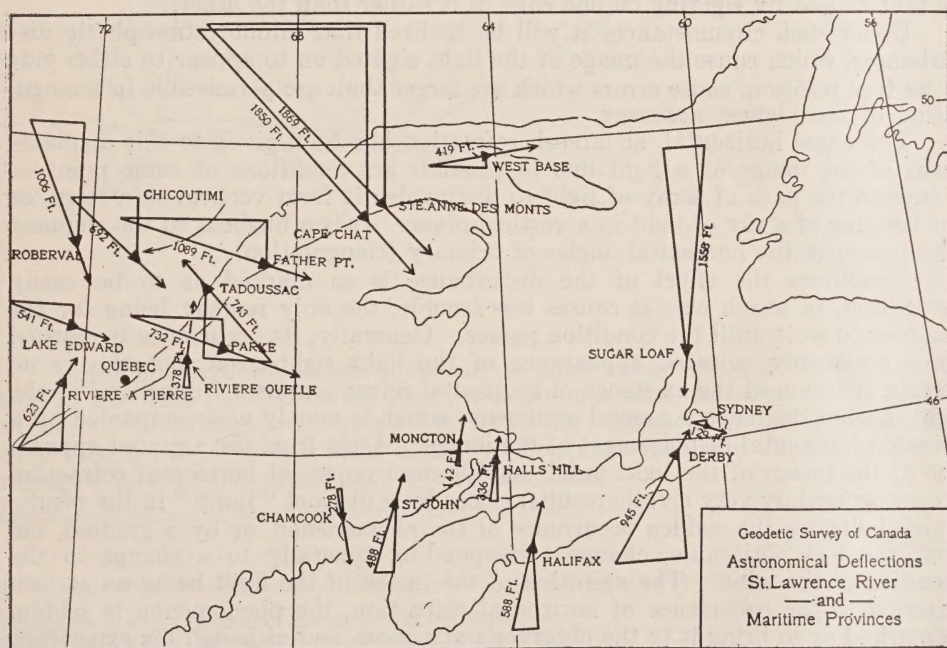 72
68
60
56
50
1869 Ft.
1850 Ft.
419 Ft.
WEST BASE
1006 Ft.
CHICOUTIMI
STE. ANNE DES MONTS
CAPE CHAT
558 Ft.
692 Ft.
1089 Ft.
ROBERVAL
FATHER PT.
TADOUSSAC
743 Ft.
541 Ft.
732 Ft.
LAKE EDWARD
PARKE
SUGAR LOAF
QUEBEC
378 Ft.
RIVIERE OUELLE
RIVIERE A PIERRE
46
623 Ft.
SYDNEY
MONCTON
DERBY
442 Ft.
HALLS HILL
336 Ft.
278 Ft.
CHAMCOOK
ST. JOHN
945 Ft.
488 Ft.
HALIFAX
589 Ft.
Geodetic Survey of Canada
Astronomical Deflections
St. Lawrence River
and
Maritime Provinces